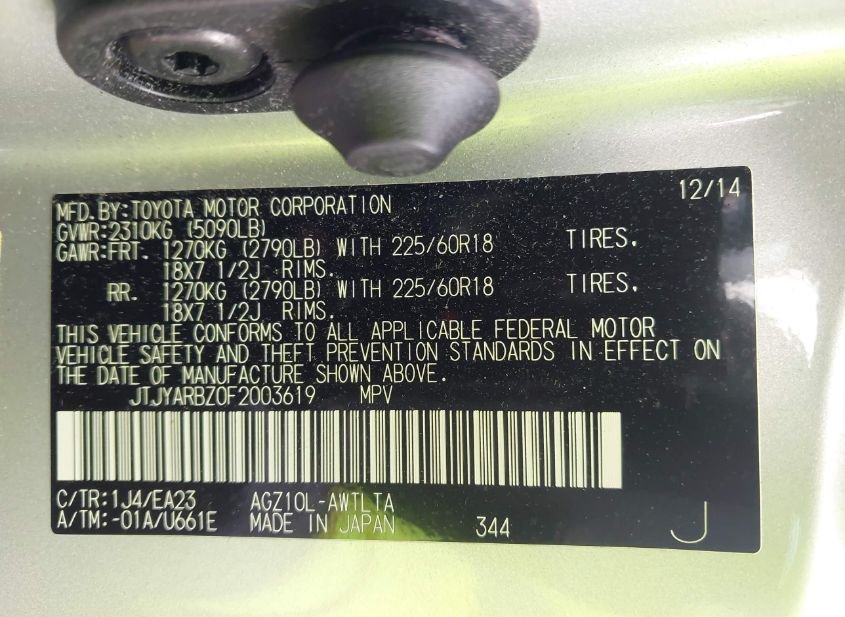 12/14
MFD.BY:TOYOTA MOTOR CORPORATION
GVWR:2310KG (5090LB)
GAWR:FRT. 1270KG (2790LB) WITH 225/60R18 TIRES.
18X7 1/2J RIMS.
RR. 1270KG (2790LB) WITH 225/60R18 TIRES.
18X7 1/2J RIMS.
THIS VEHICLE CONFORMS TO ALL APPLICABLE FEDERAL MOTOR
VEHICLE SAFETY AND THEFT PREVENTION STANDARDS IN EFFECT ON
THE DATE OF MANUFACTURE SHOWN ABOVE.
JTJYARBZ0F2003619 MPV
C/TR:1J4/EA23 AGZ10L-AWTLTA
A/TM:-01A/U661E MADE IN JAPAN 344 J